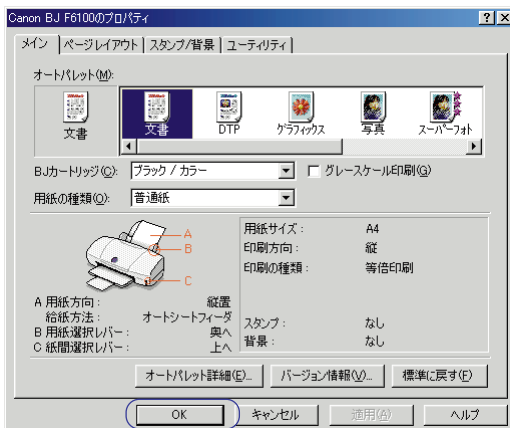 Canon BJ F6100のプロパティ
メイン ページレイアウト スタンプ/背景 ユーティリティ
オートパレット(M):
文書
文書 DTP グラフィックス 写真 スーパーフォト
BJカートリッジ(C): ブラック / カラー グレースケール印刷(G)
用紙の種類(O): 普通紙
A
B
C
A 用紙方向 : 縦置
給紙方法 : オートシートフィーダ
B 用紙選択レバー : 奥へ
C 紙間選択レバー : 上へ
用紙サイズ : A4
印刷方向 : 縦
印刷の種類 : 等倍印刷
スタンプ : なし
背景 : なし
オートパレット詳細(E)... バージョン情報(V)... 標準に戻す(F)
OK キャンセル 適用(A) ヘルプ